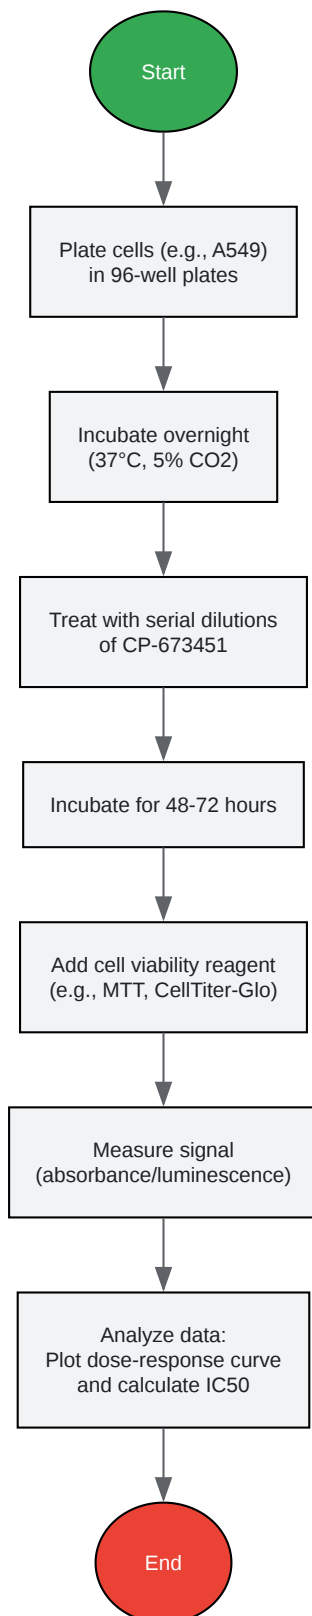 Start
Plate cells (e.g., A549)
in 96-well plates
Incubate overnight
(37°C, 5% CO2)
Treat with serial dilutions
of CP-673451
Incubate for 48-72 hours
Add cell viability reagent
(e.g., MTT, CellTiter-Glo)
Measure signal
(absorbance/luminescence)
Analyze data:
Plot dose-response curve
and calculate IC50
End